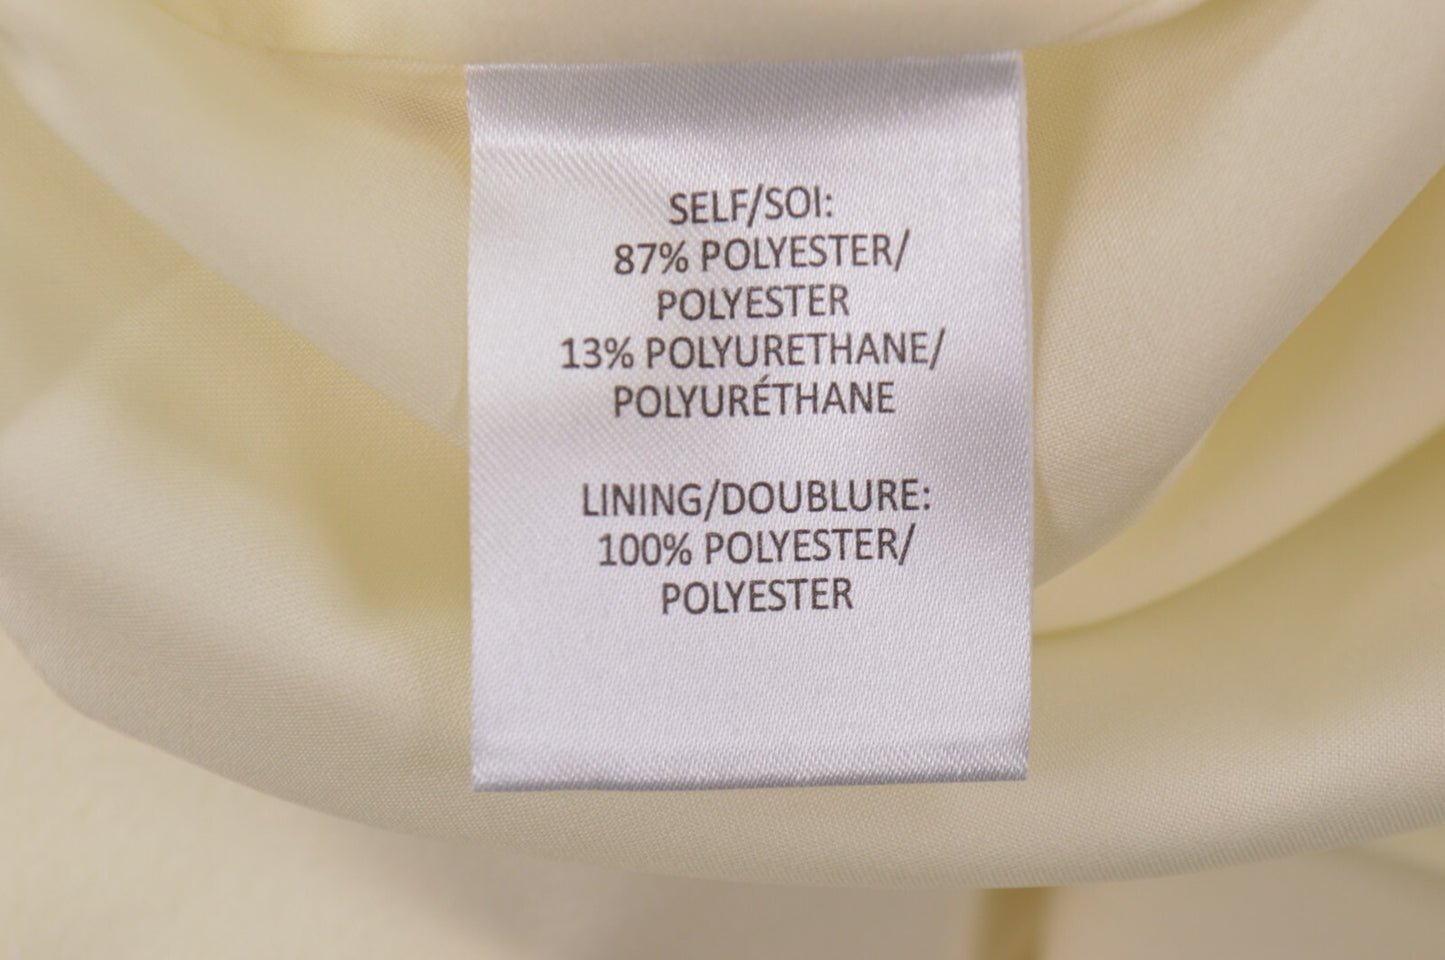 SELF/SOI:
87% POLYESTER/
POLYESTER
13% POLYURETHANE/
POLYURÉTHANE
LINING/DOUBLURE:
100% POLYESTER/
POLYESTER